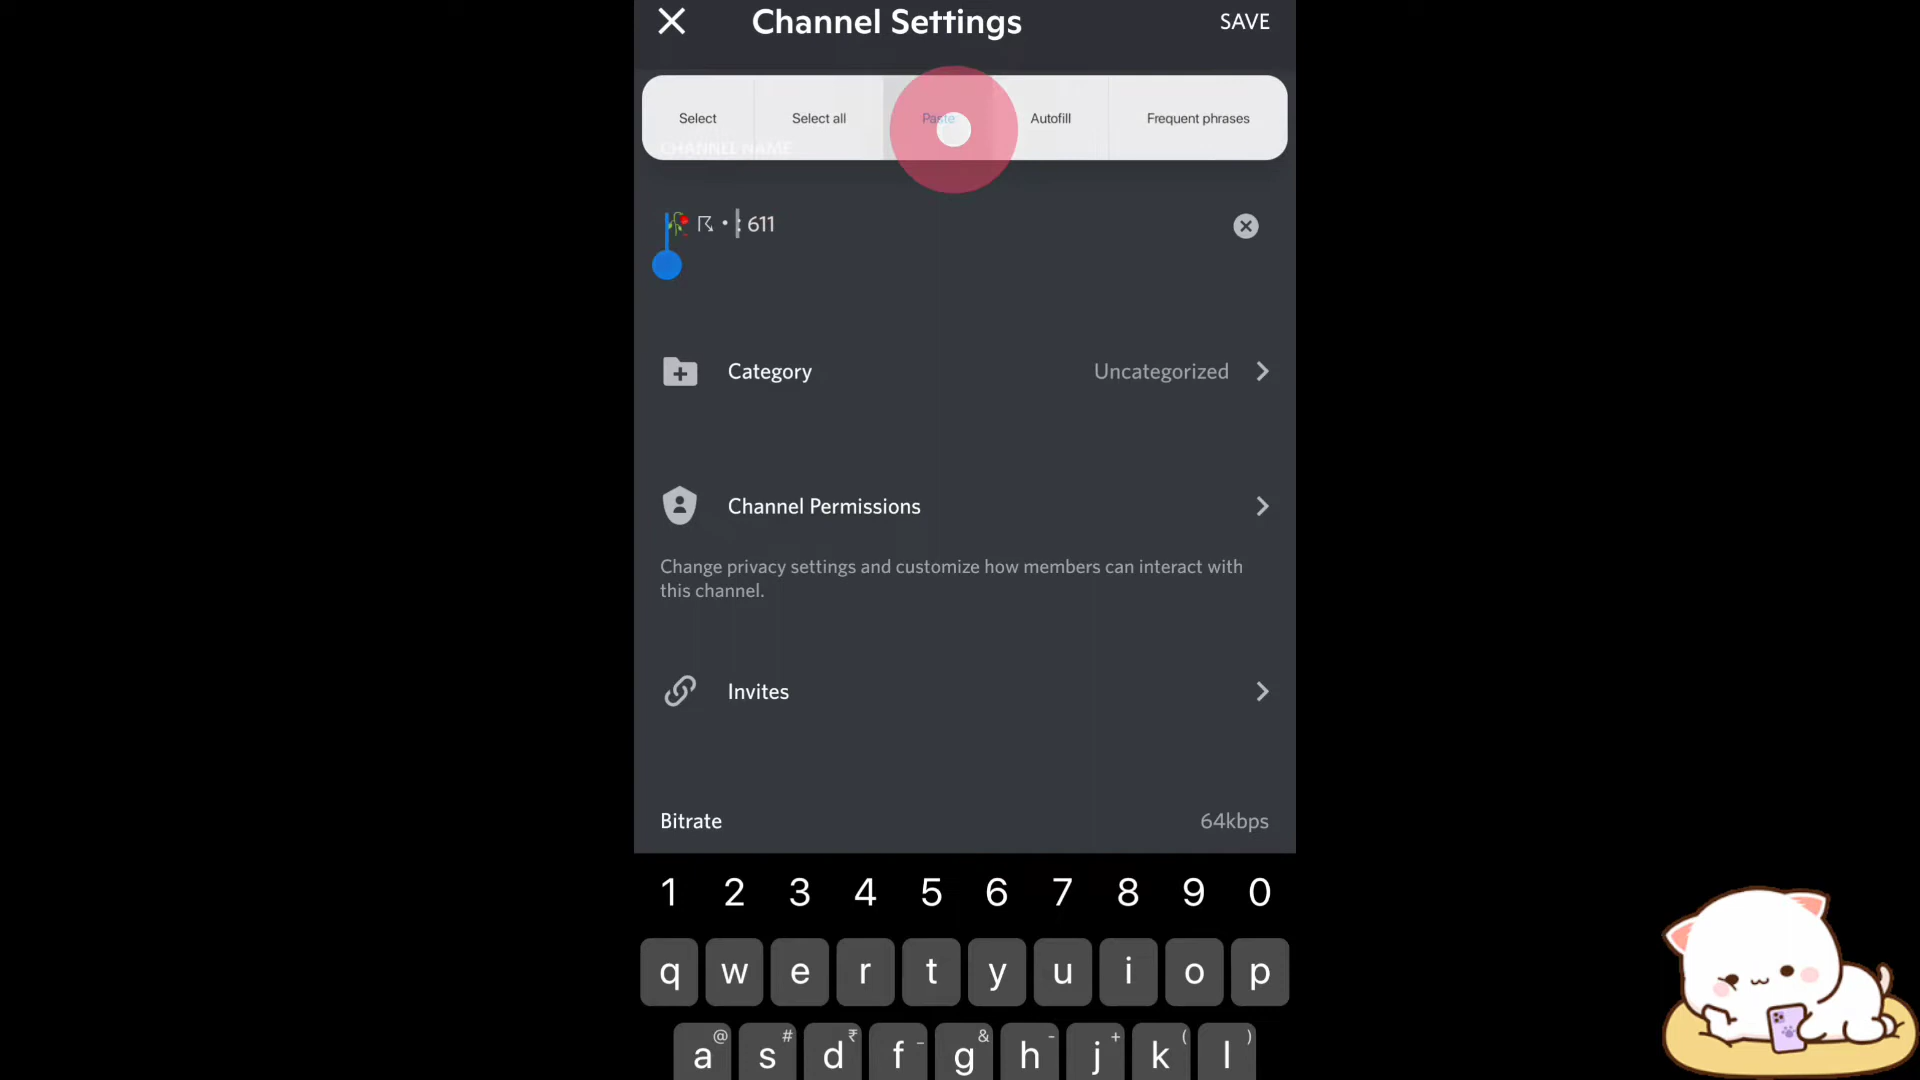 Channel Settings
SAVE
Select
Select all
Paste
Autofill
Frequent phrases
CHANNEL NAME
🥀 ☈ • ⁞ 611
Category
Uncategorized
Channel Permissions
Change privacy settings and customize how members can interact with
this channel.
Invites
Bitrate
64kbps
1 2 3 4 5 6 7 8 9 0
q w e r t y u i o p
@ # ₹ _ & - + ( )
a s d f g h j k l